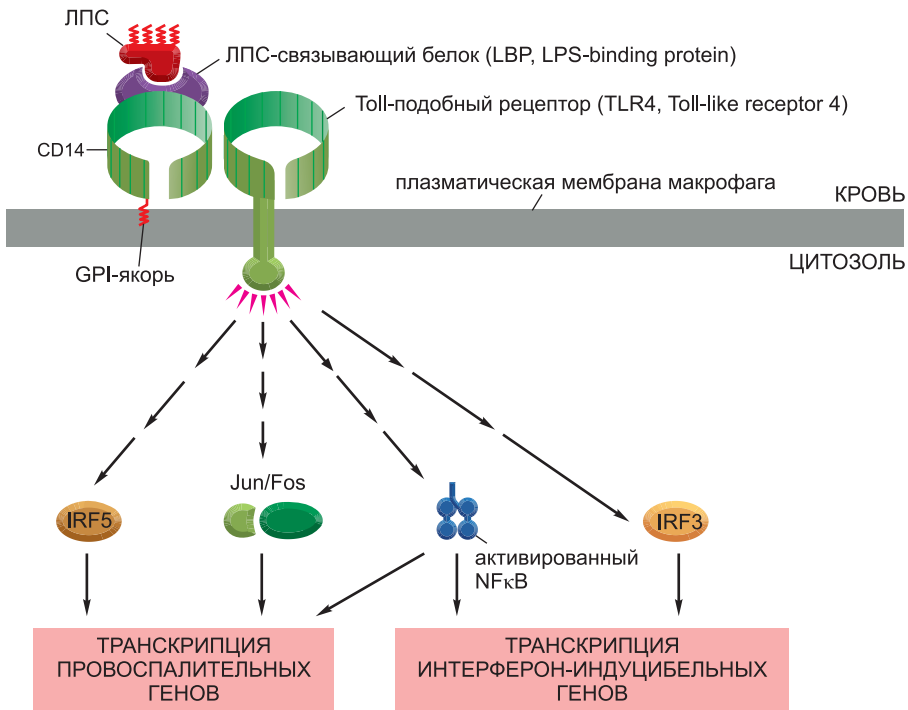 ЛПС
ЛПС-связывающий белок (LBP, LPS-binding protein)
Toll-подобный рецептор (TLR4, Toll-like receptor 4)
CD14
плазматическая мембрана макрофага
КРОВЬ
GPI-якорь
ЦИТОЗОЛЬ
Jun/Fos
IRF5
IRF3
активированный
NFκB
ТРАНСКРИПЦИЯ
ПРОВОСПАЛИТЕЛЬНЫХ
ГЕНОВ
ТРАНСКРИПЦИЯ
ИНТЕРФЕРОН-ИНДУЦИБЕЛЬНЫХ
ГЕНОВ